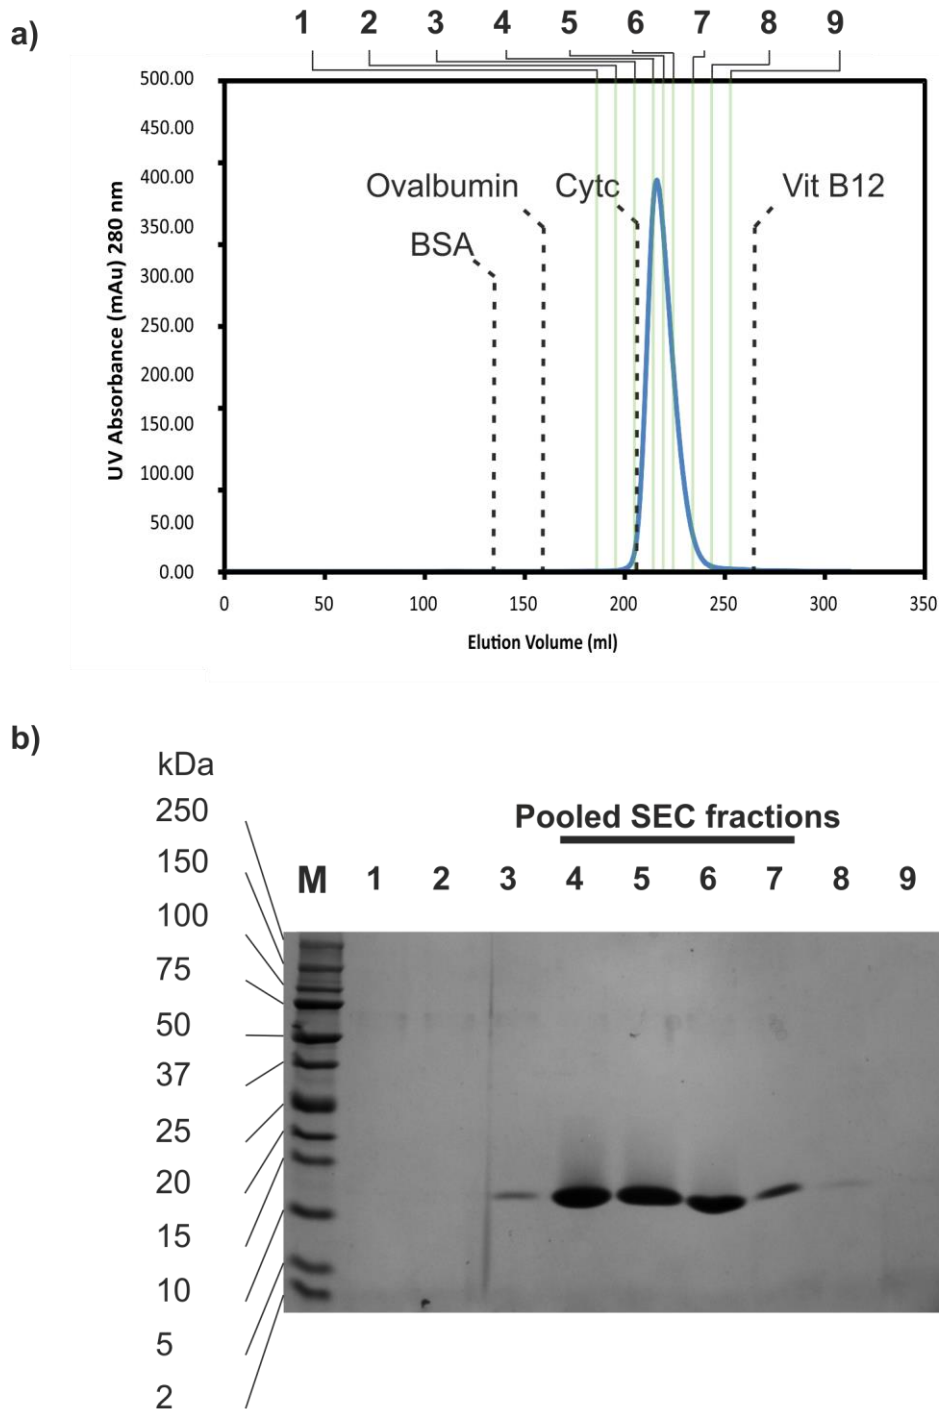 a)
1 2 3 4 5 6 7 8 9
500.00
450.00
400.00
350.00
300.00
250.00
200.00
150.00
100.00
50.00
0.00
UV Absorbance (mAu) 280 nm
Ovalbumin Cytc Vit B12
BSA
0 50 100 150 200 250 300 350
Elution Volume (ml)
b)
kDa
250
150
100
75
50
37
25
20
15
10
5
2
Pooled SEC fractions
M 1 2 3 4 5 6 7 8 9